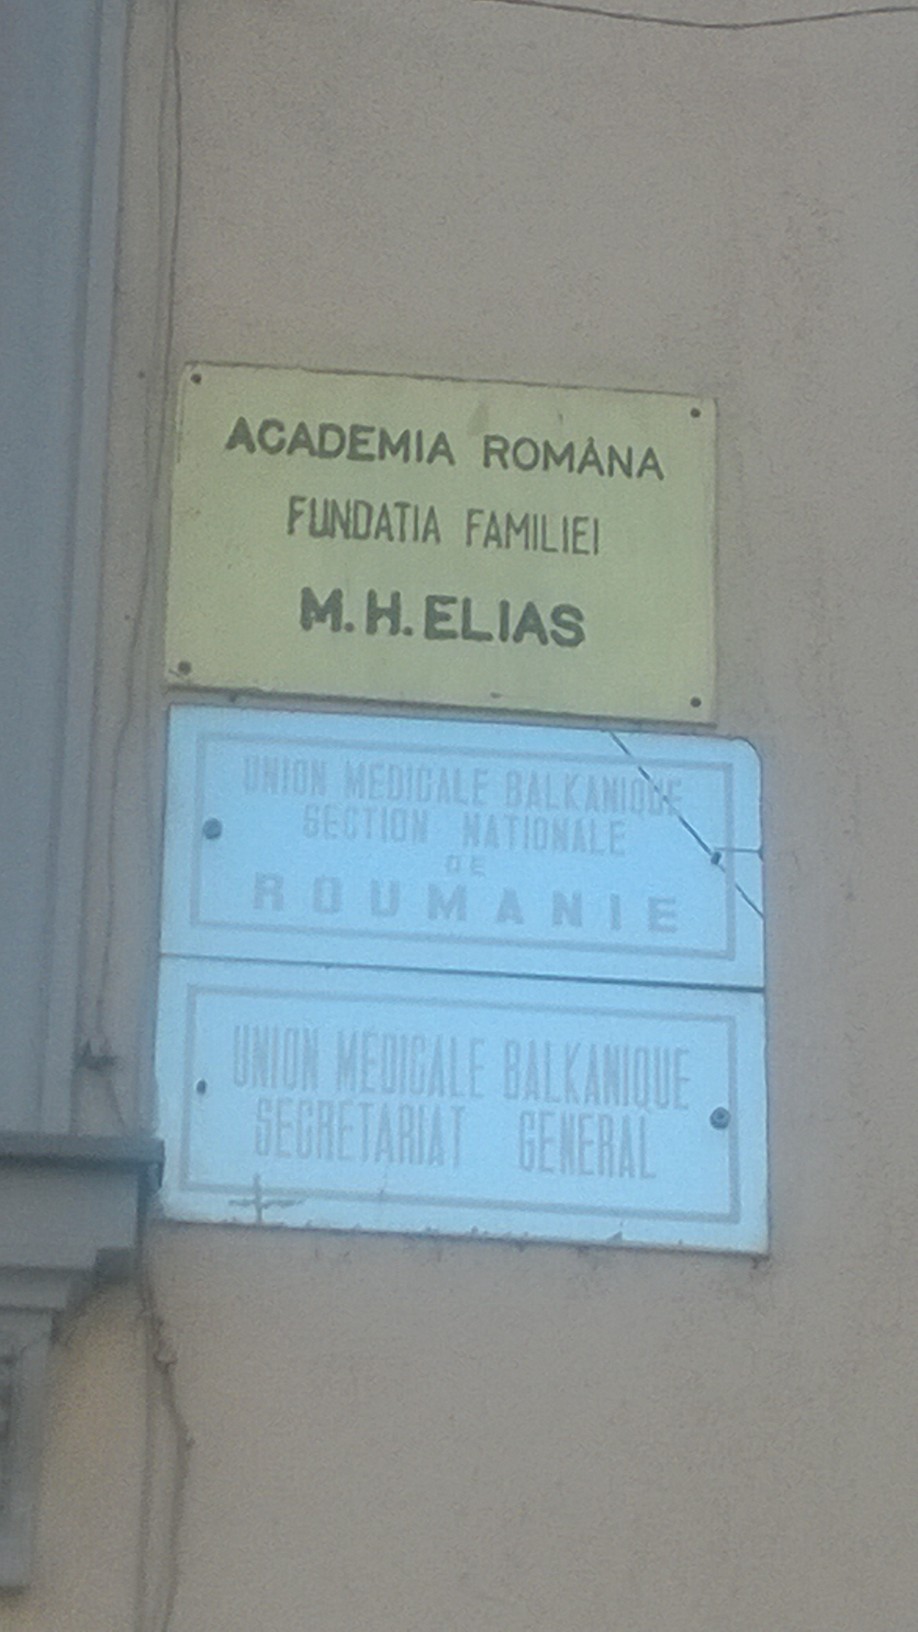 ACADEMIA ROMÂNA
FUNDATIA FAMILIEI
M.H.ELIAS
UNION MEDICALE BALKANIQUE
SECTION NATIONALE
DE
ROUMANIE
UNION MEDICALE BALKANIQUE
SECRETARIAT GENERAL